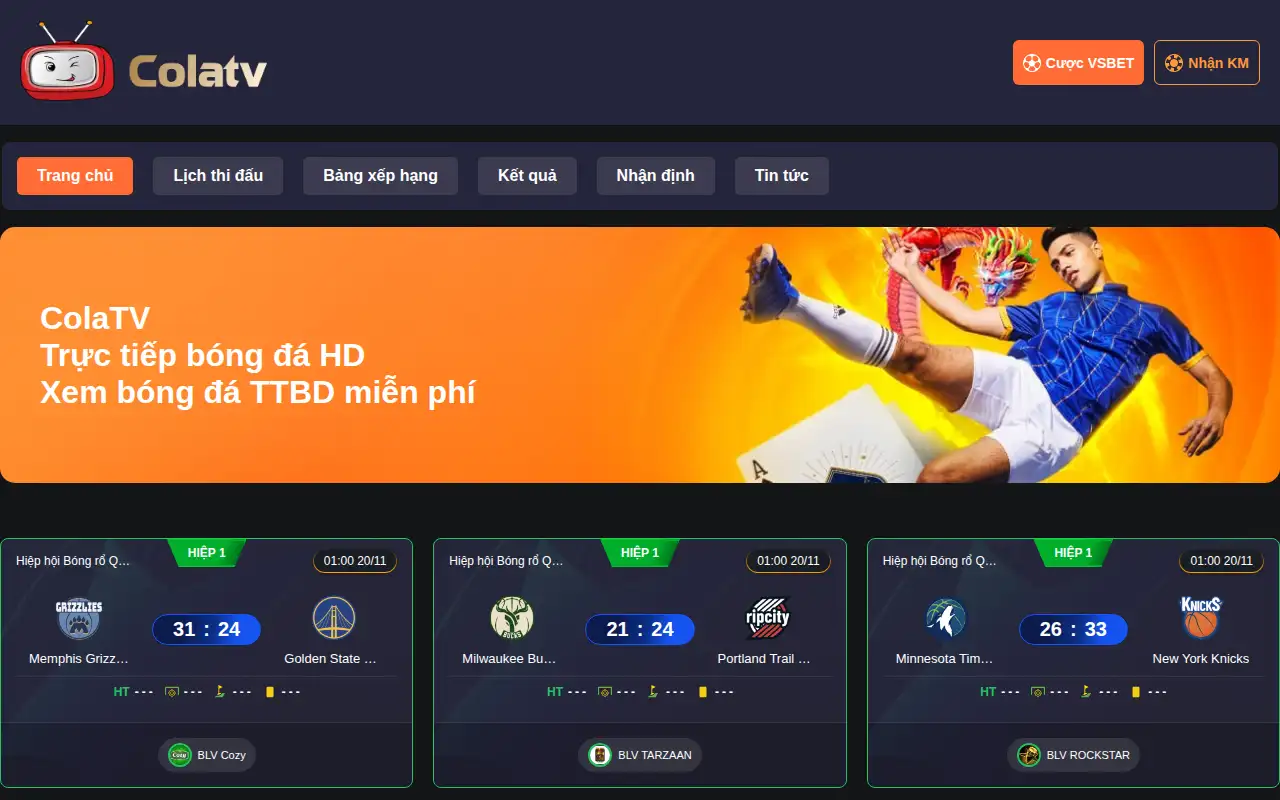 Colatv
Cược VSBET
Nhận KM
Trang chủ
Lịch thi đấu
Bảng xếp hạng
Kết quả
Nhận định
Tin tức
ColaTV
Trực tiếp bóng đá HD
Xem bóng đá TTBD miễn phí
A
Hiệp hội Bóng rổ Q…
HIỆP 1
01:00 20/11
GRIZZLIES
31 : 24
Memphis Grizz…
Golden State …
HT - - - - - - - - - - - -
BLV Cozy
Hiệp hội Bóng rổ Q…
HIỆP 1
01:00 20/11
BUCKS
21 : 24
ripcity
Milwaukee Bu…
Portland Trail …
HT - - - - - - - - - - - -
BLV TARZAAN
Hiệp hội Bóng rổ Q…
HIỆP 1
01:00 20/11
26 : 33
KNICKS
Minnesota Tim…
New York Knicks
HT - - - - - - - - - - - -
BLV ROCKSTAR